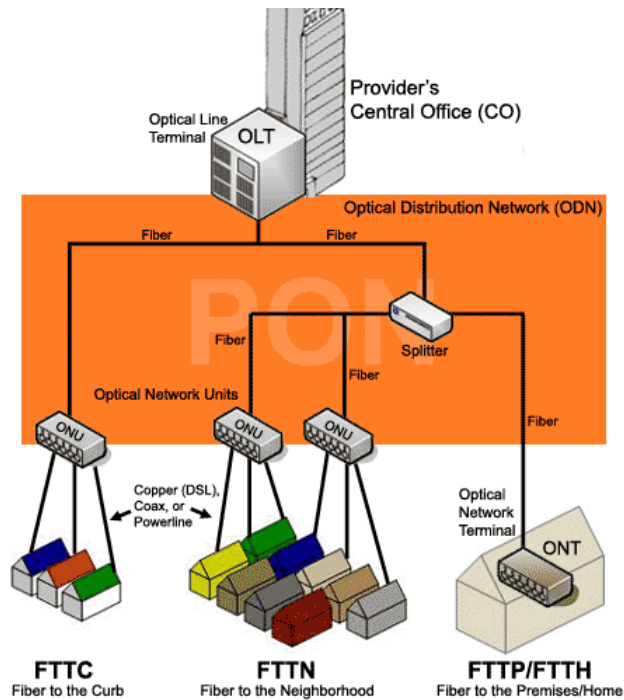 Provider's
Central Office (CO)
Optical Line
Terminal
OLT
Optical Distribution Network (ODN)
Fiber
Fiber
PON
Splitter
Fiber
Fiber
Optical Network Units
ONU
ONU
ONU
Fiber
Copper (DSL),
Coax, or
Powerline
Optical
Network
Terminal
ONT
FTTC
Fiber to the Curb
FTTN
Fiber to the Neighborhood
FTTP/FTTH
Fiber to the Premises/Home